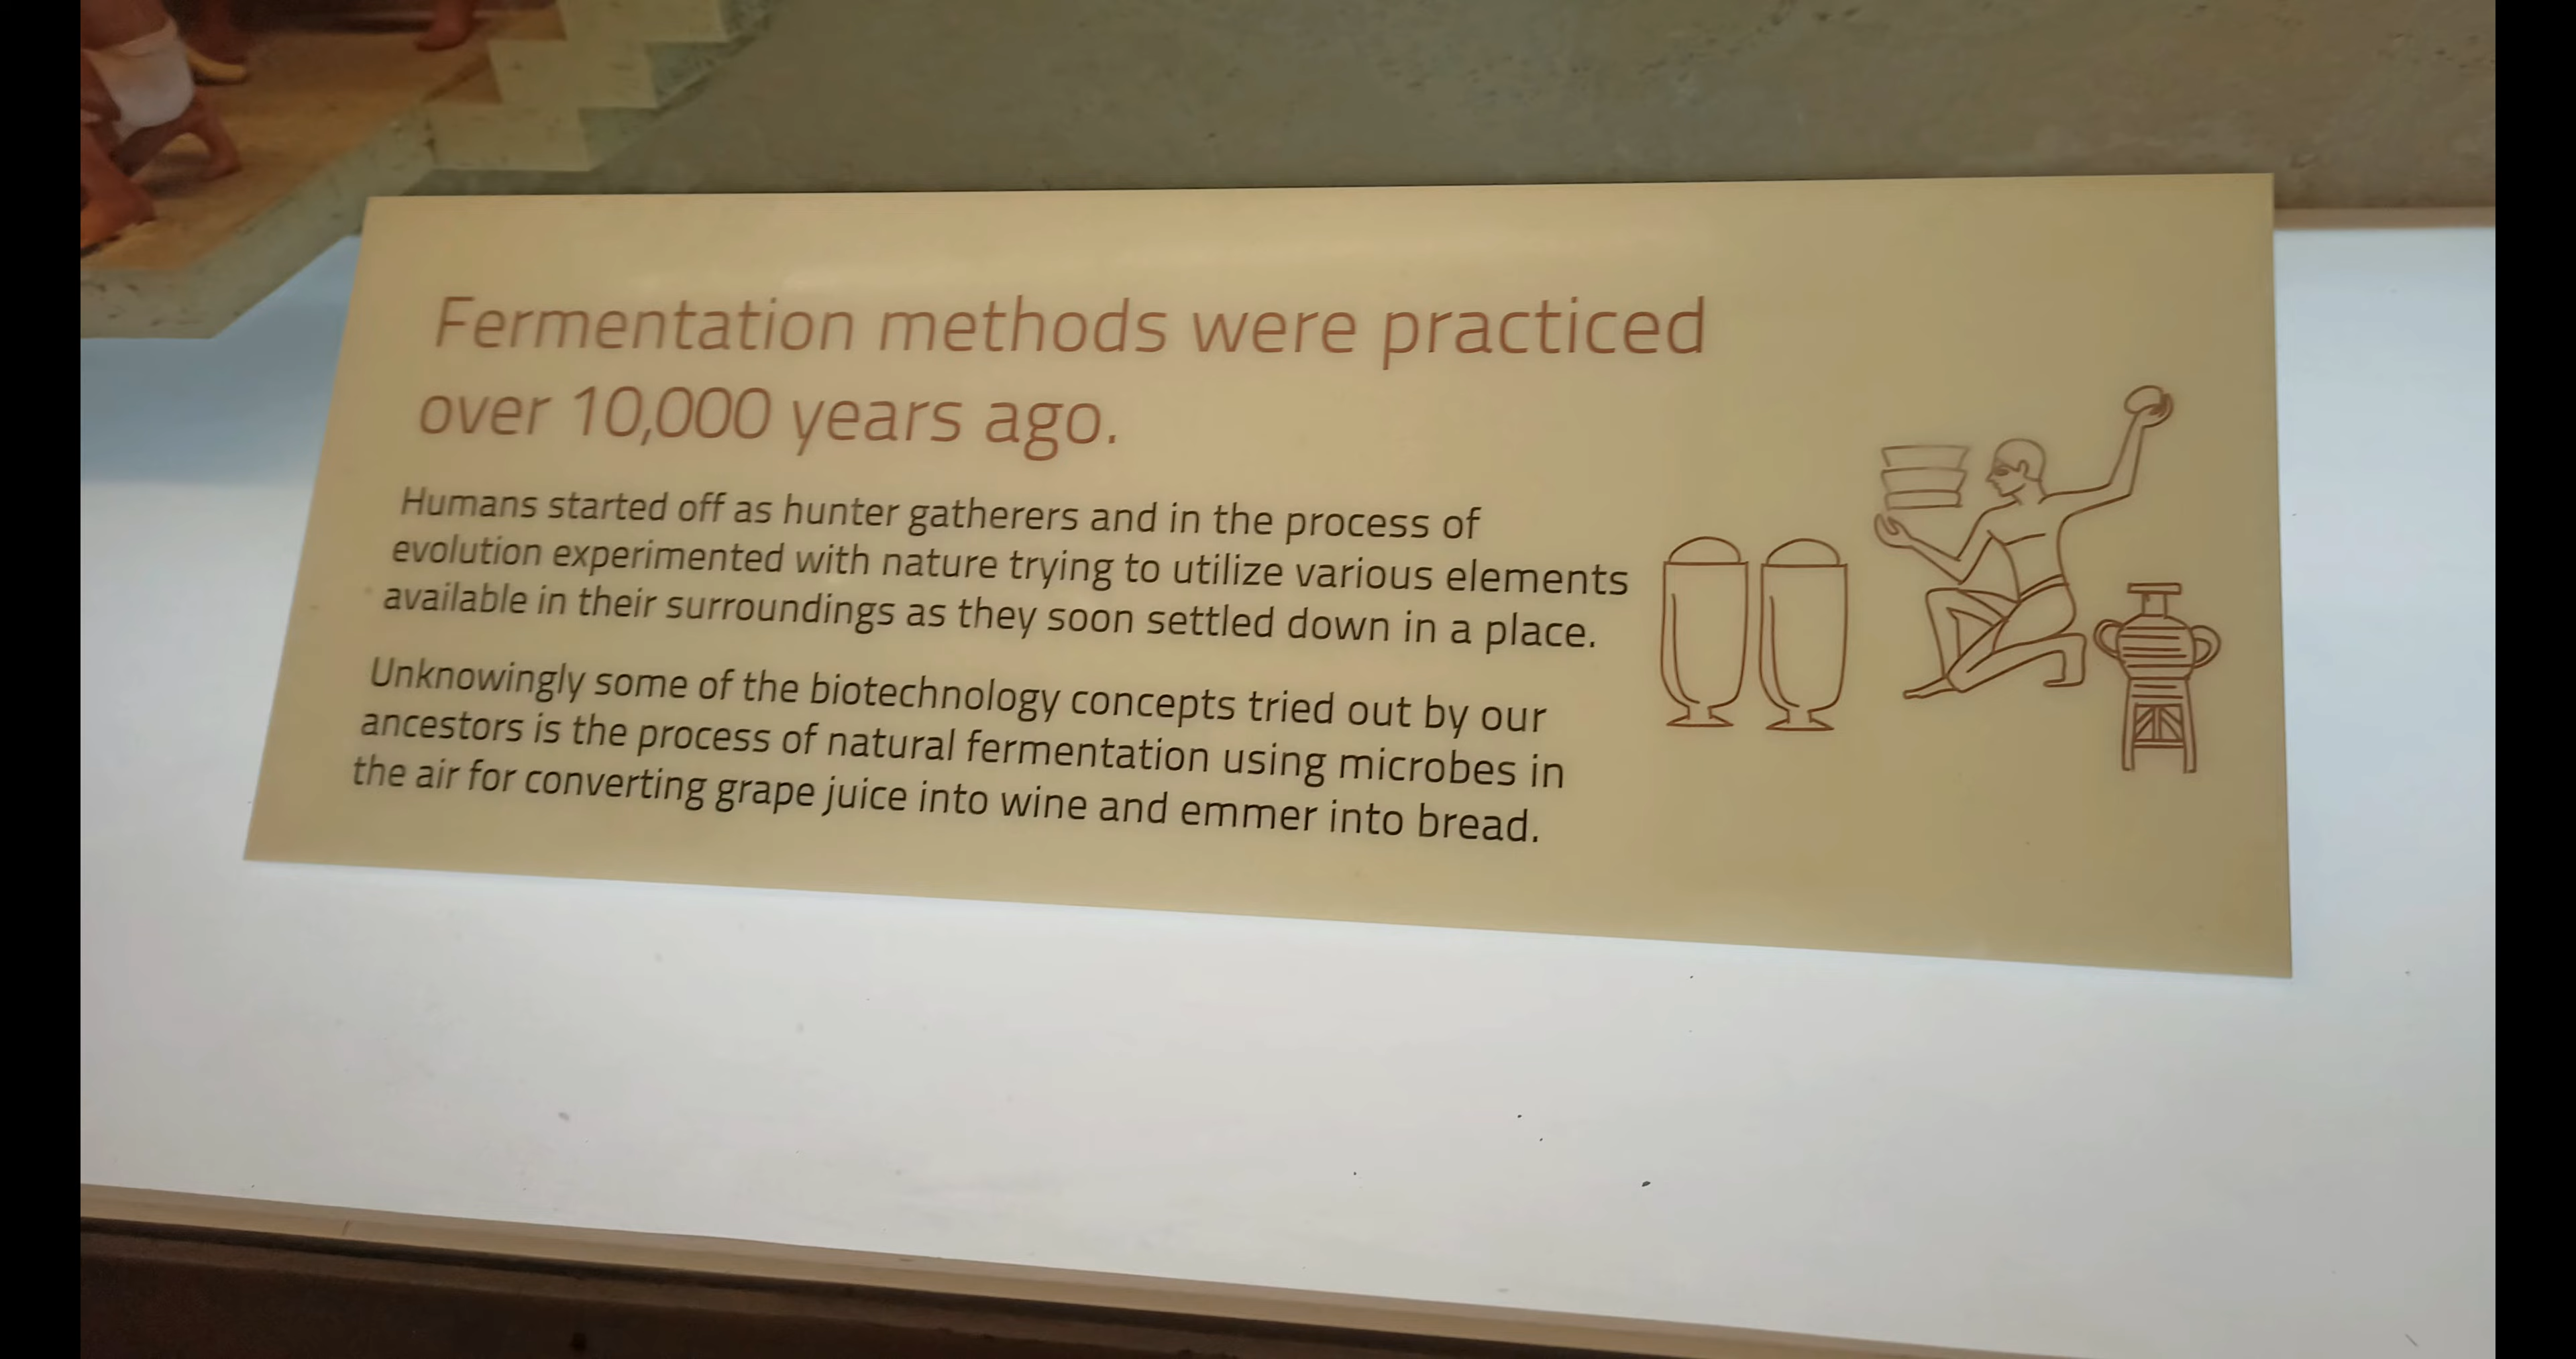 Fermentation methods were practiced
over 10,000 years ago.
Humans started off as hunter gatherers and in the process of
evolution experimented with nature trying to utilize various elements
available in their surroundings as they soon settled down in a place.
Unknowingly some of the biotechnology concepts tried out by our
ancestors is the process of natural fermentation using microbes in
the air for converting grape juice into wine and emmer into bread.